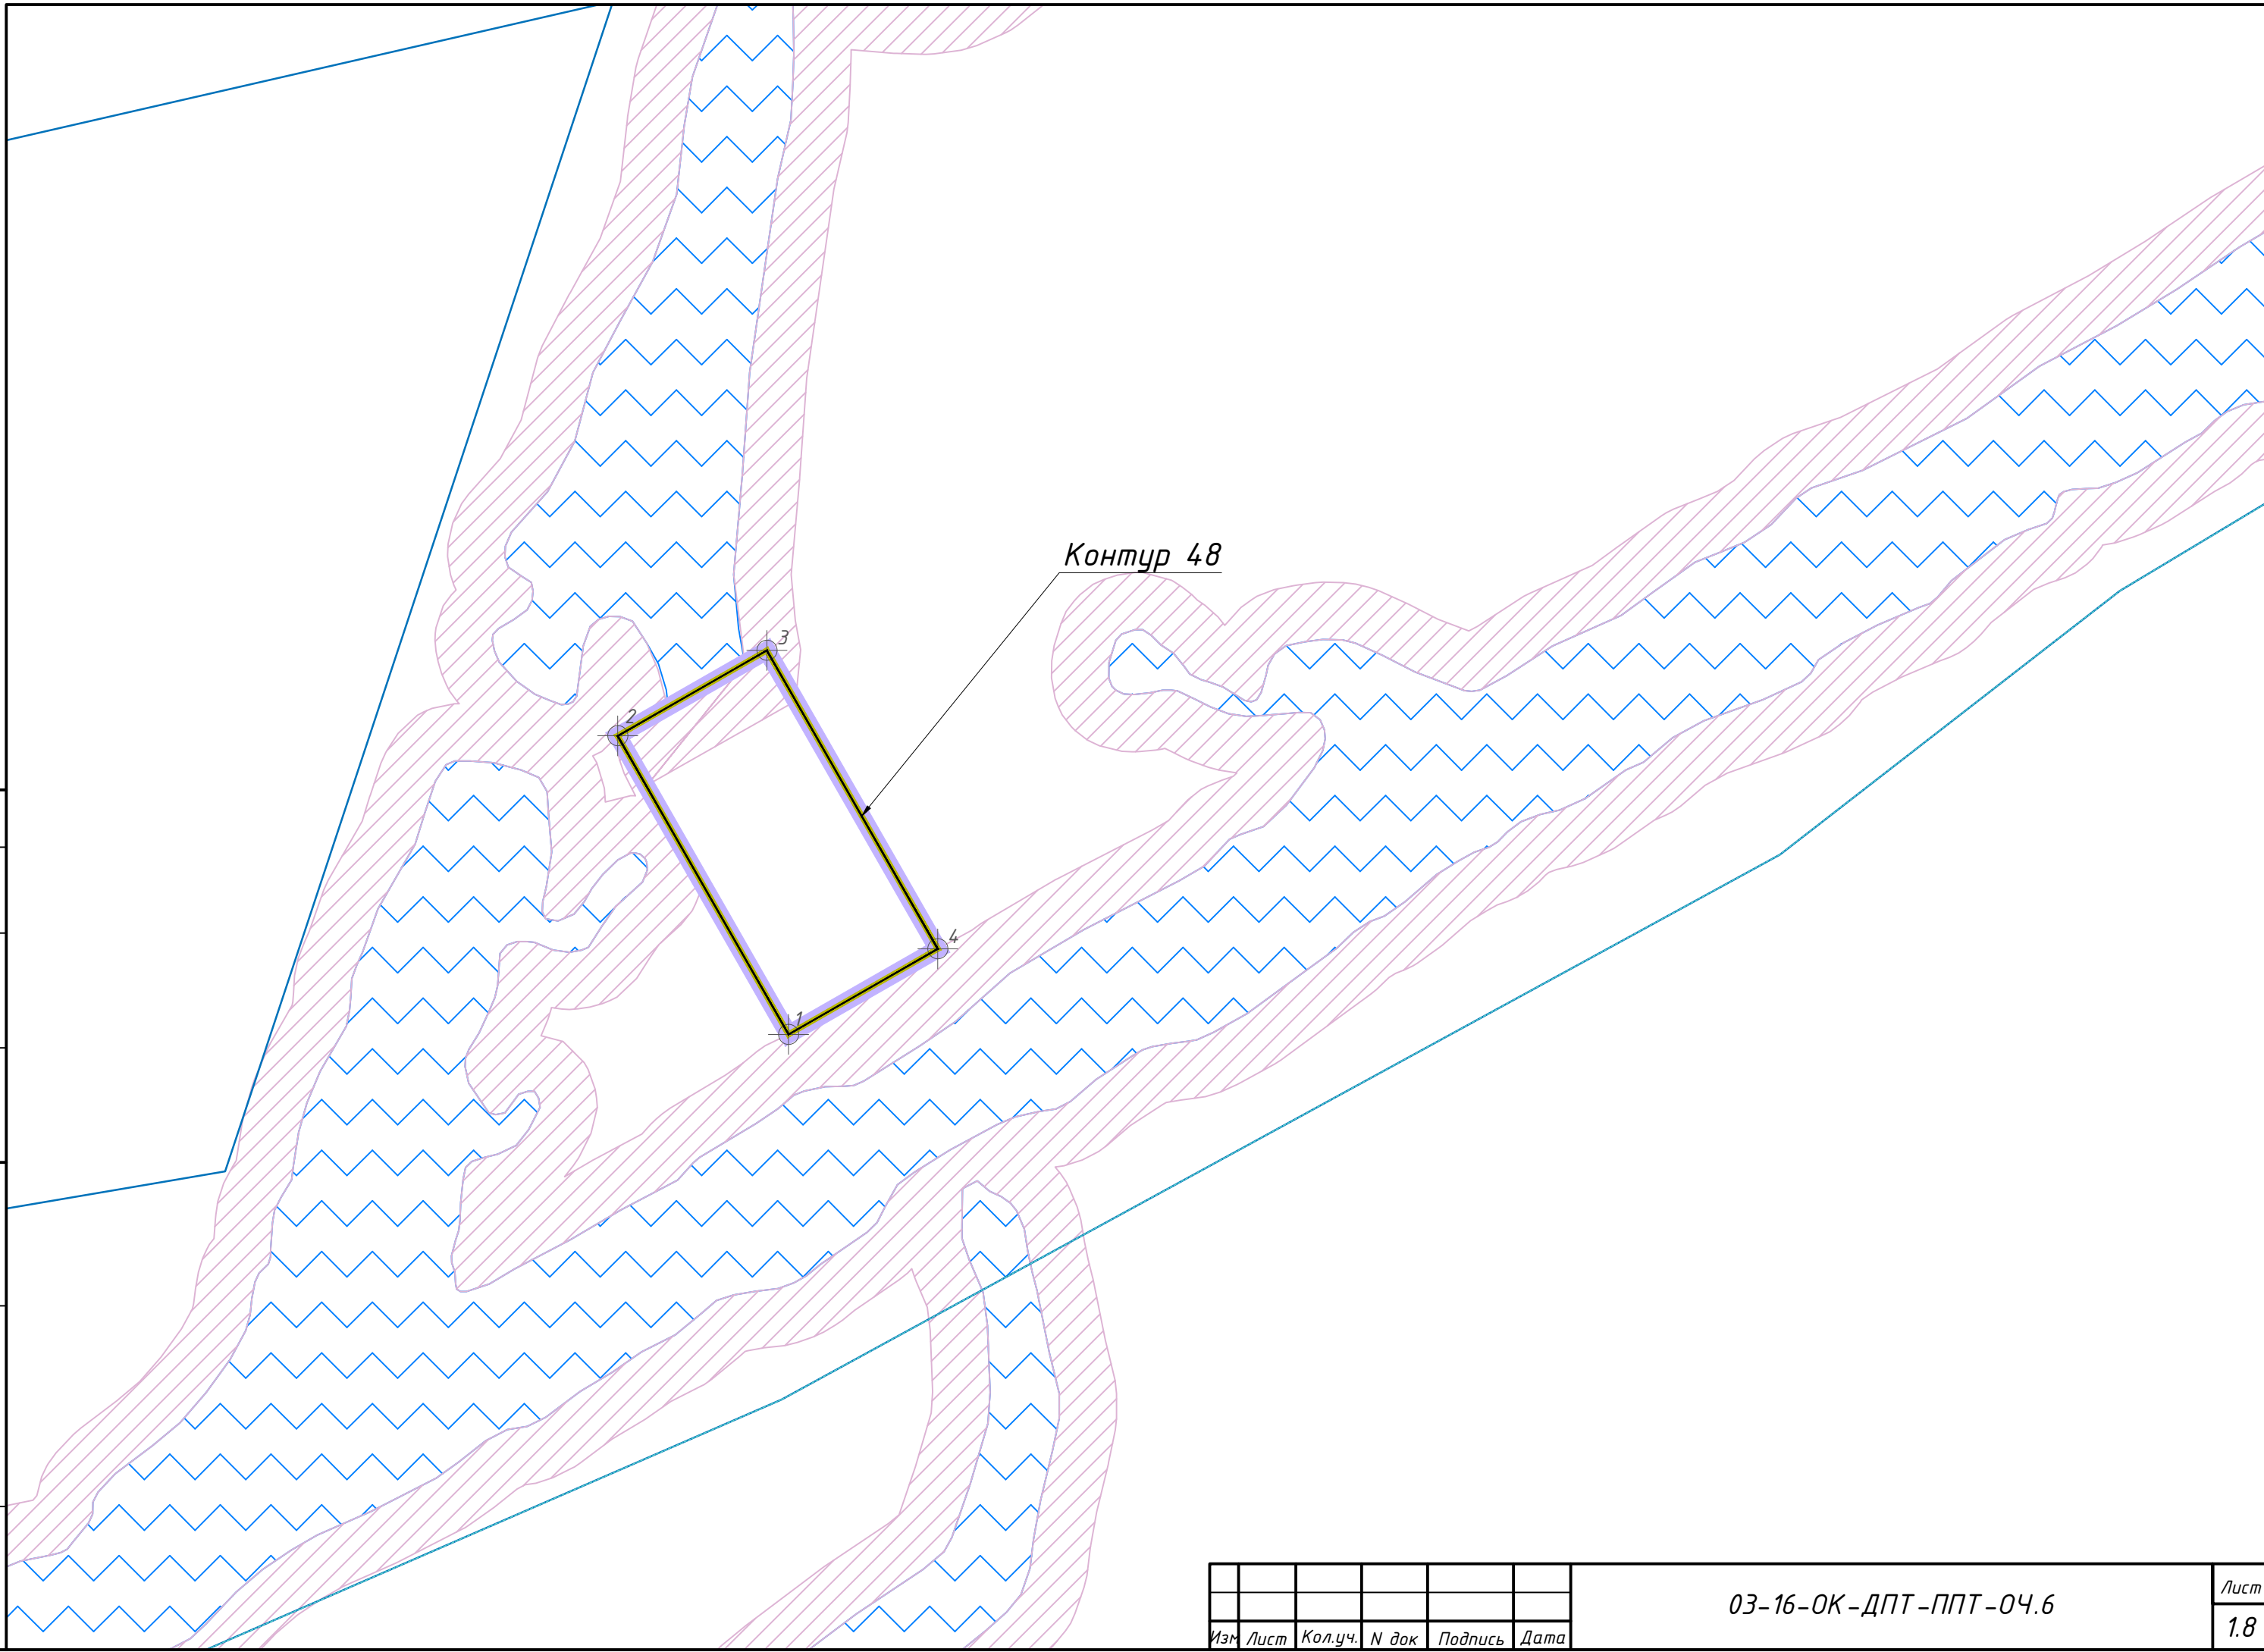 Контур 48
3
2
4
1
03-16-ОК-ДПТ-ППТ-ОЧ.6
Лист
1.8
Изм Лист Кол.уч. N док Подпись Дата